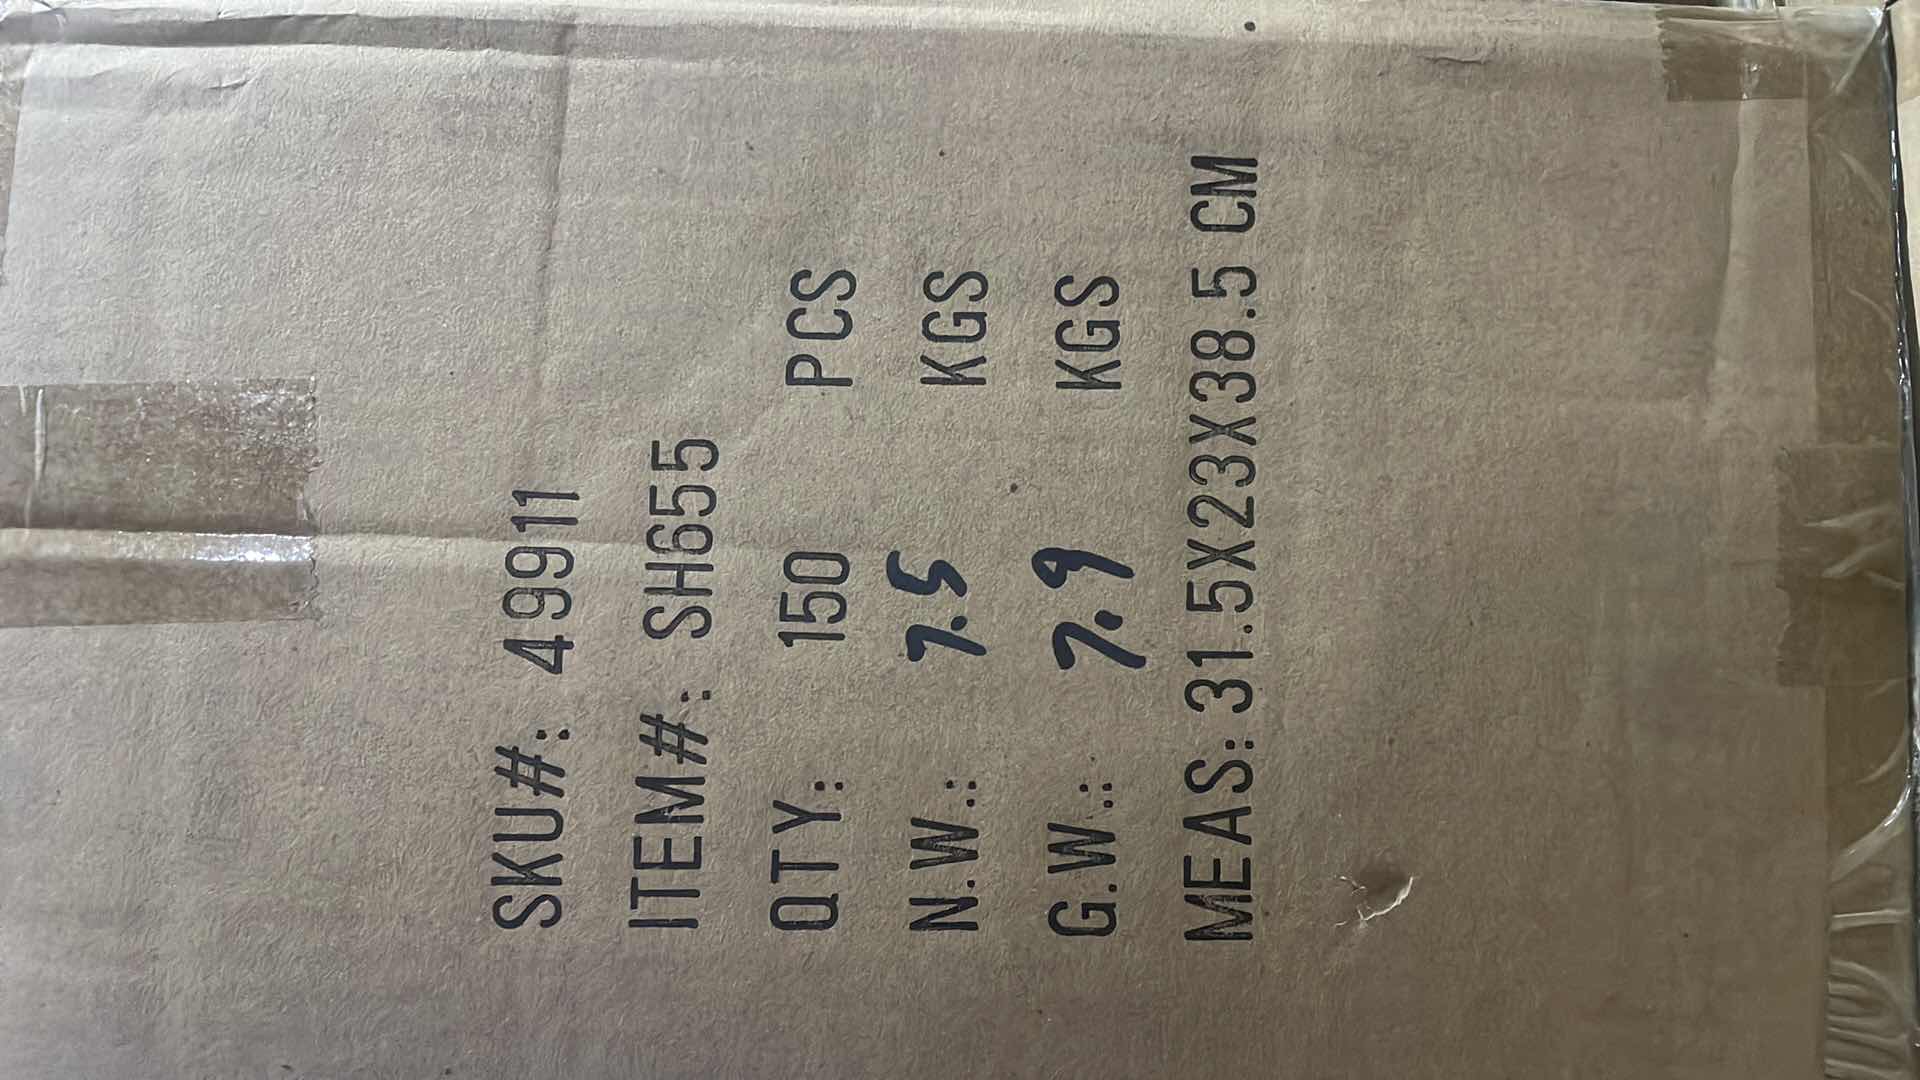 SKU#: 49911
ITEM#: SH655
QTY: 150 PCS
N.W.: 7.5 KGS
G.W.: 7.9 KGS
MEAS: 31.5X23X38.5 CM